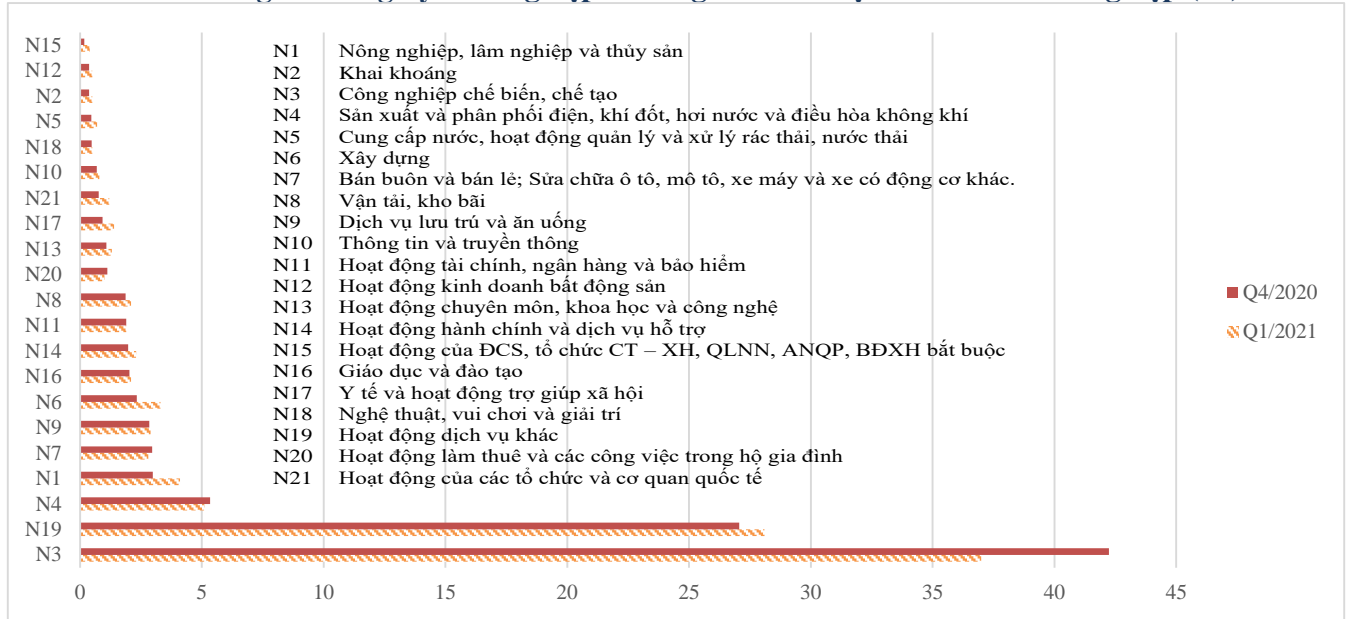 N15
N12
N2
N5
N18
N10
N21
N17
N13
N20
N8
N11
N14
N16
N6
N9
N7
N1
N4
N19
N3
N1 Nông nghiệp, lâm nghiệp và thủy sản
N2 Khai khoáng
N3 Công nghiệp chế biến, chế tạo
N4 Sản xuất và phân phối điện, khí đốt, hơi nước và điều hòa không khí
N5 Cung cấp nước, hoạt động quản lý và xử lý rác thải, nước thải
N6 Xây dựng
N7 Bán buôn và bán lẻ; Sửa chữa ô tô, mô tô, xe máy và xe có động cơ khác.
N8 Vận tải, kho bãi
N9 Dịch vụ lưu trú và ăn uống
N10 Thông tin và truyền thông
N11 Hoạt động tài chính, ngân hàng và bảo hiểm
N12 Hoạt động kinh doanh bất động sản
N13 Hoạt động chuyên môn, khoa học và công nghệ
N14 Hoạt động hành chính và dịch vụ hỗ trợ
N15 Hoạt động của ĐCS, tổ chức CT – XH, QLNN, ANQP, BĐXH bắt buộc
N16 Giáo dục và đào tạo
N17 Y tế và hoạt động trợ giúp xã hội
N18 Nghệ thuật, vui chơi và giải trí
N19 Hoạt động dịch vụ khác
N20 Hoạt động làm thuê và các công việc trong hộ gia đình
N21 Hoạt động của các tổ chức và cơ quan quốc tế
Q4/2020
Q1/2021
0 5 10 15 20 25 30 35 40 45